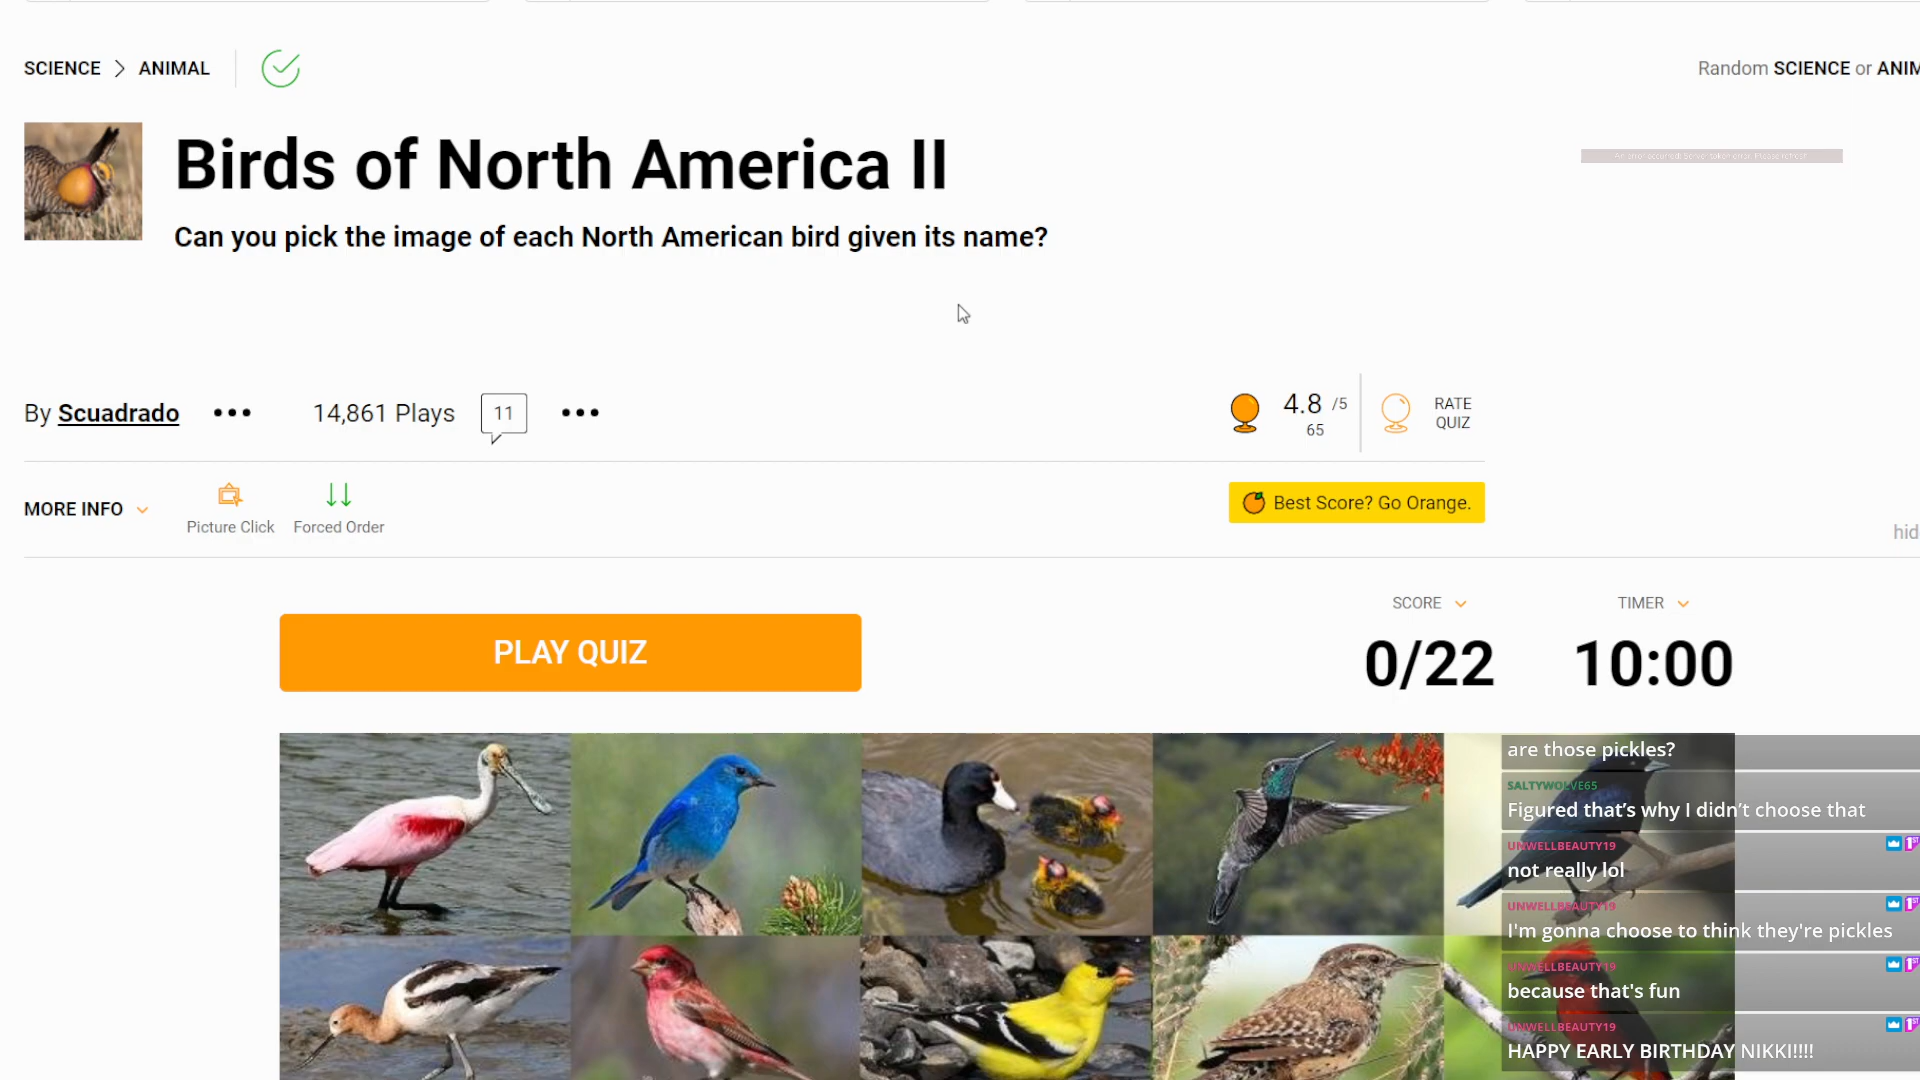 SCIENCE > ANIMAL
Random SCIENCE or ANIM
Birds of North America II
Can you pick the image of each North American bird given its name?
By Scuadrado ••• 14,861 Plays 11 •••
4.8 /5
65
RATE
QUIZ
MORE INFO
Picture Click
Forced Order
Best Score? Go Orange.
hid
PLAY QUIZ
SCORE
0/22
TIMER
10:00
are those pickles?
SALTYWOLVE65
Figured that's why I didn't choose that
UNWELLBEAUTY19
not really lol
UNWELLBEAUTY19
I'm gonna choose to think they're pickles
UNWELLBEAUTY19
because that's fun
UNWELLBEAUTY19
HAPPY EARLY BIRTHDAY NIKKI!!!!